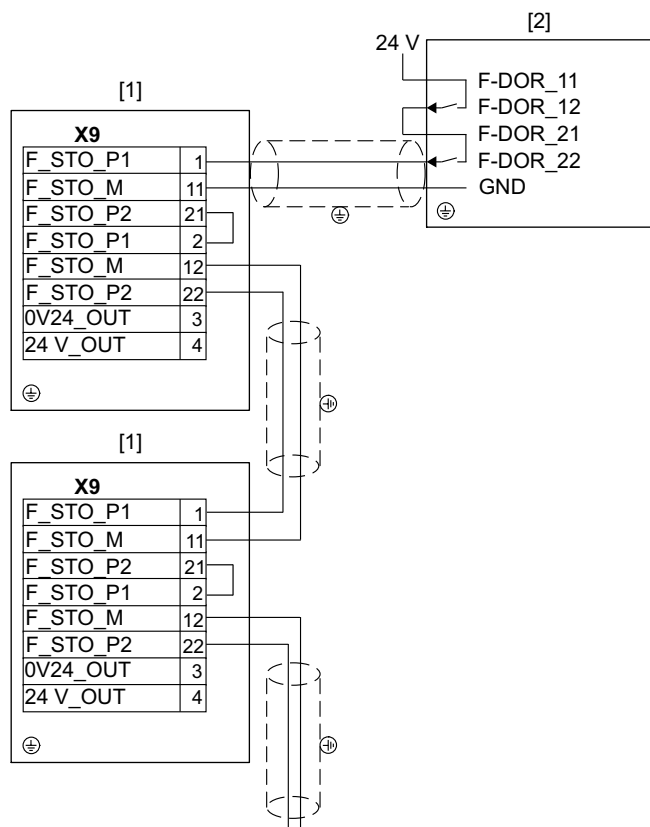 [2]
24 V
F-DOR_11
F-DOR_12
F-DOR_21
F-DOR_22
GND
[1]
X9
F_STO_P1 1
F_STO_M 11
F_STO_P2 21
F_STO_P1 2
F_STO_M 12
F_STO_P2 22
0V24_OUT 3
24 V_OUT 4
[1]
X9
F_STO_P1 1
F_STO_M 11
F_STO_P2 21
F_STO_P1 2
F_STO_M 12
F_STO_P2 22
0V24_OUT 3
24 V_OUT 4